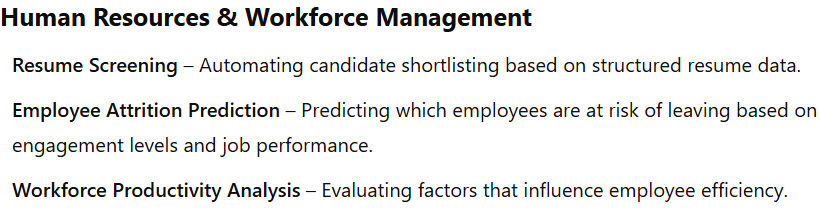 Human Resources & Workforce Management
Resume Screening – Automating candidate shortlisting based on structured resume data.
Employee Attrition Prediction – Predicting which employees are at risk of leaving based on
engagement levels and job performance.
Workforce Productivity Analysis – Evaluating factors that influence employee efficiency.